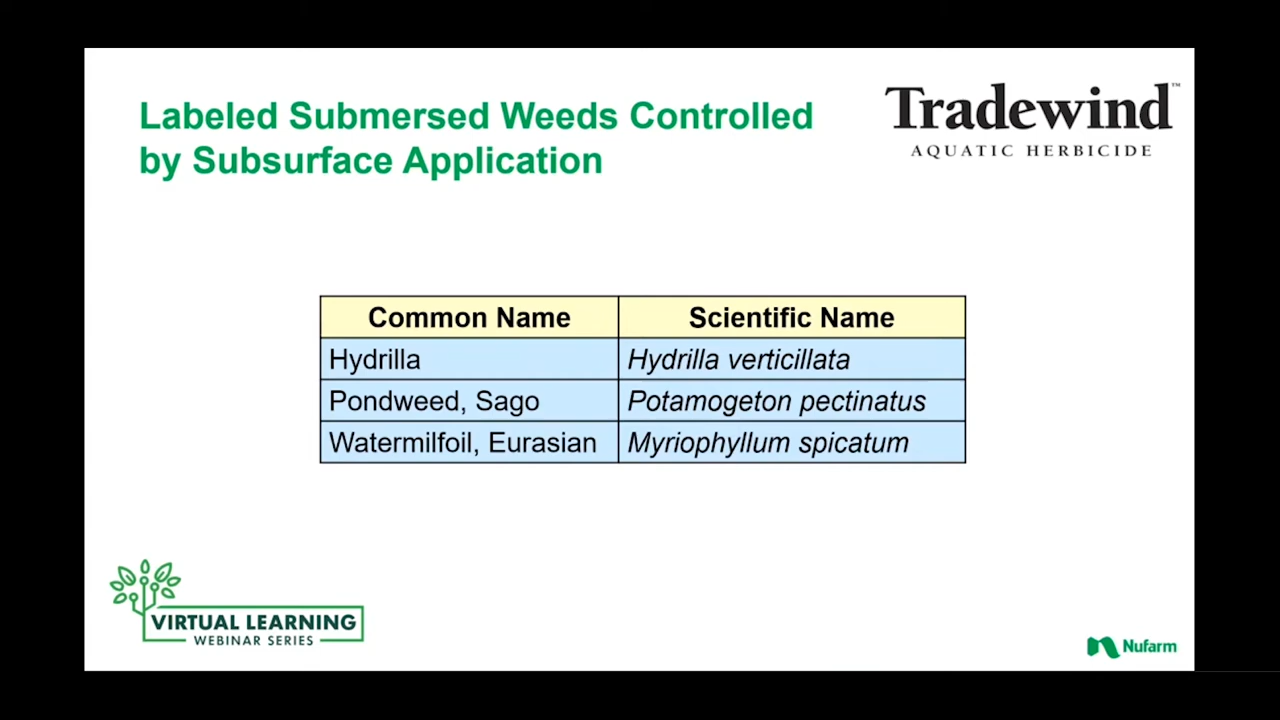 Labeled Submersed Weeds Controlled
by Subsurface Application
Tradewind™
AQUATIC HERBICIDE
Common Name Scientific Name
Hydrilla Hydrilla verticillata
Pondweed, Sago Potamogeton pectinatus
Watermilfoil, Eurasian Myriophyllum spicatum
VIRTUAL LEARNING
WEBINAR SERIES
Nufarm